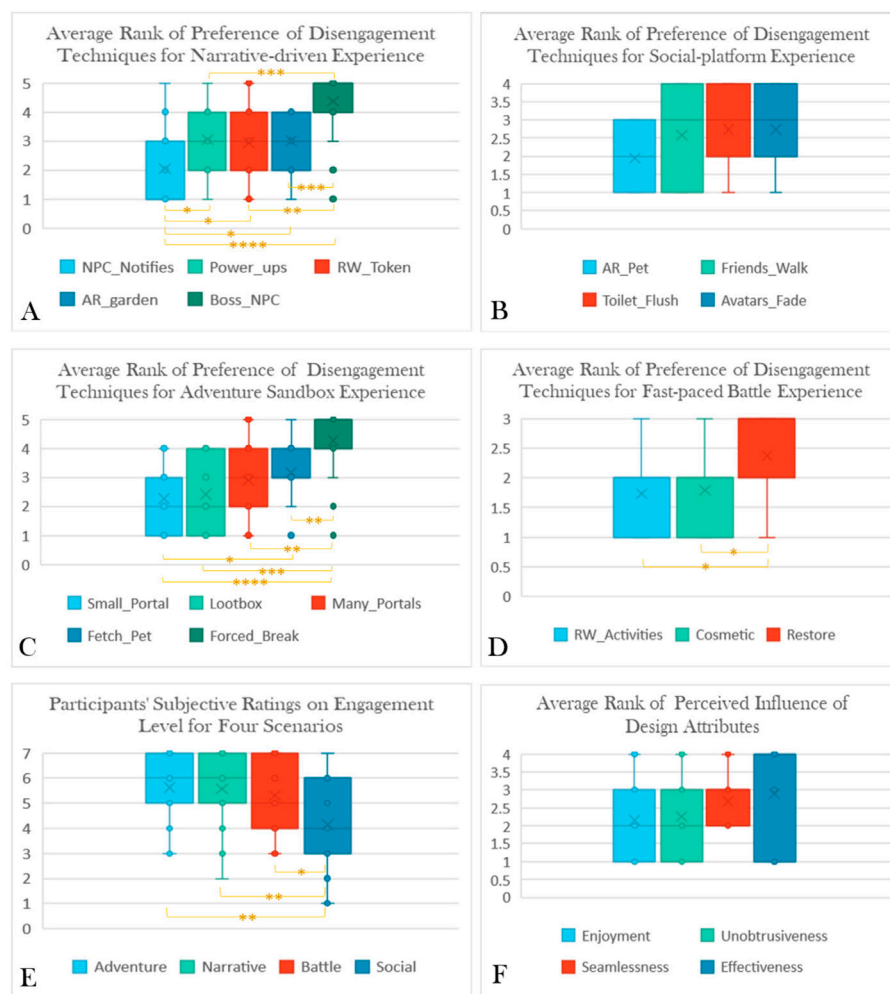 Average Rank of Preference of Disengagement
Techniques for Narrative-driven Experience
5
4
3
2
1
0
***
***
*
**
*
*
****
NPC_Notifies
Power_ups
RW_Token
AR_garden
Boss_NPC
A
Average Rank of Preference of Disengagement
Techniques for Social-platform Experience
4
3.5
3
2.5
2
1.5
1
0.5
0
AR_Pet
Friends_Walk
Toilet_Flush
Avatars_Fade
B
Average Rank of Preference of Disengagement
Techniques for Adventure Sandbox Experience
5
4
3
2
1
0
**
**
*
***
****
Small_Portal
Lootbox
Many_Portals
Fetch_Pet
Forced_Break
C
Average Rank of Preference of Disengagement
Techniques for Fast-paced Battle Experience
3
2.5
2
1.5
1
0.5
0
*
*
RW_Activities
Cosmetic
Restore
D
Participants' Subjective Ratings on Engagement
Level for Four Scenarios
7
6
5
4
3
2
1
0
*
**
**
Adventure
Narrative
Battle
Social
E
Average Rank of Perceived Influence of
Design Attributes
4
3.5
3
2.5
2
1.5
1
0.5
0
Enjoyment
Unobtrusiveness
Seamlessness
Effectiveness
F